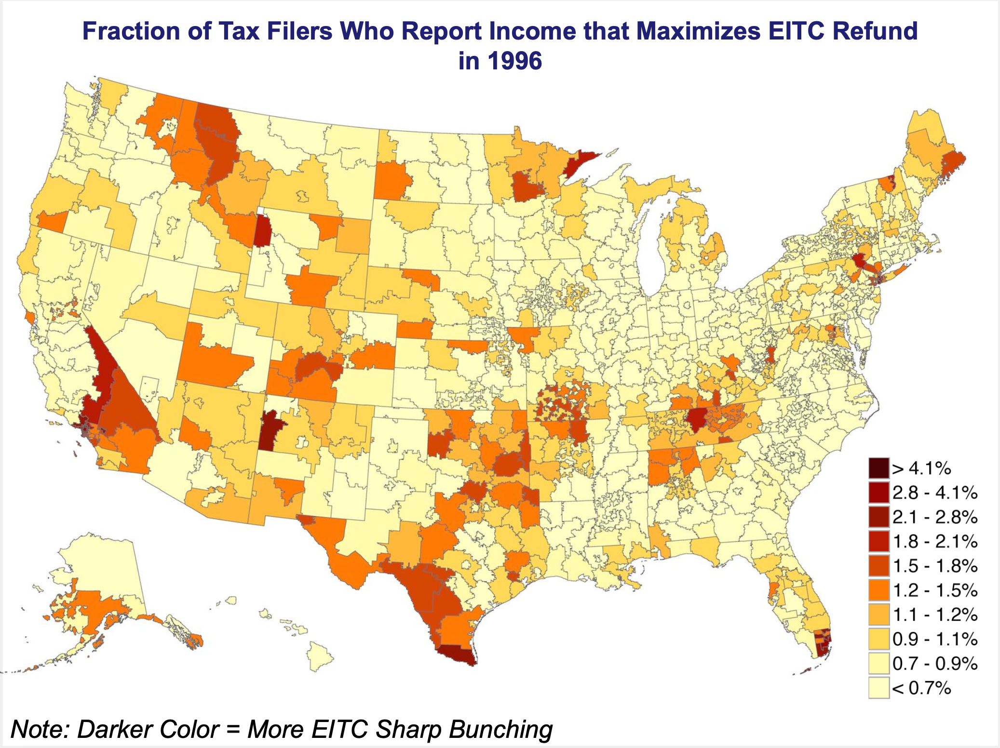 Fraction of Tax Filers Who Report Income that Maximizes EITC Refund
in 1996
> 4.1%
2.8 - 4.1%
2.1 - 2.8%
1.8 - 2.1%
1.5 - 1.8%
1.2 - 1.5%
1.1 - 1.2%
0.9 - 1.1%
0.7 - 0.9%
< 0.7%
Note: Darker Color = More EITC Sharp Bunching